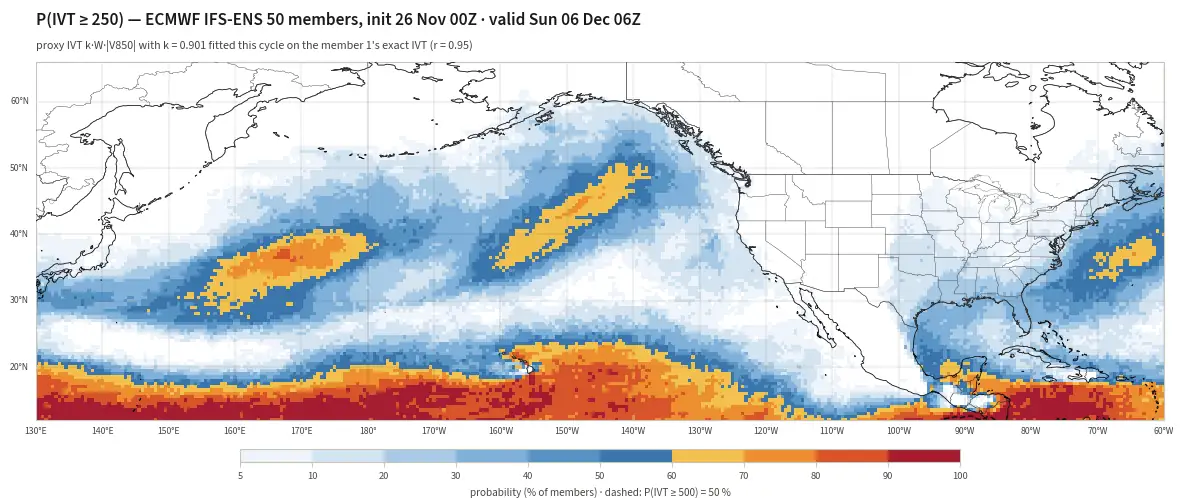 P(IVT ≥ 250) — ECMWF IFS-ENS 50 members, init 26 Nov 00Z · valid Sun 06 Dec 06Z
proxy IVT k·W·|V850| with k = 0.901 fitted this cycle on the member 1's exact IVT (r = 0.95)
60°N
50°N
40°N
30°N
20°N
130°E 140°E 150°E 160°E 170°E 180° 170°W 160°W 150°W 140°W 130°W 120°W 110°W 100°W 90°W 80°W 70°W 60°W
5 10 20 30 40 50 60 70 80 90 100
probability (% of members) · dashed: P(IVT ≥ 500) = 50 %